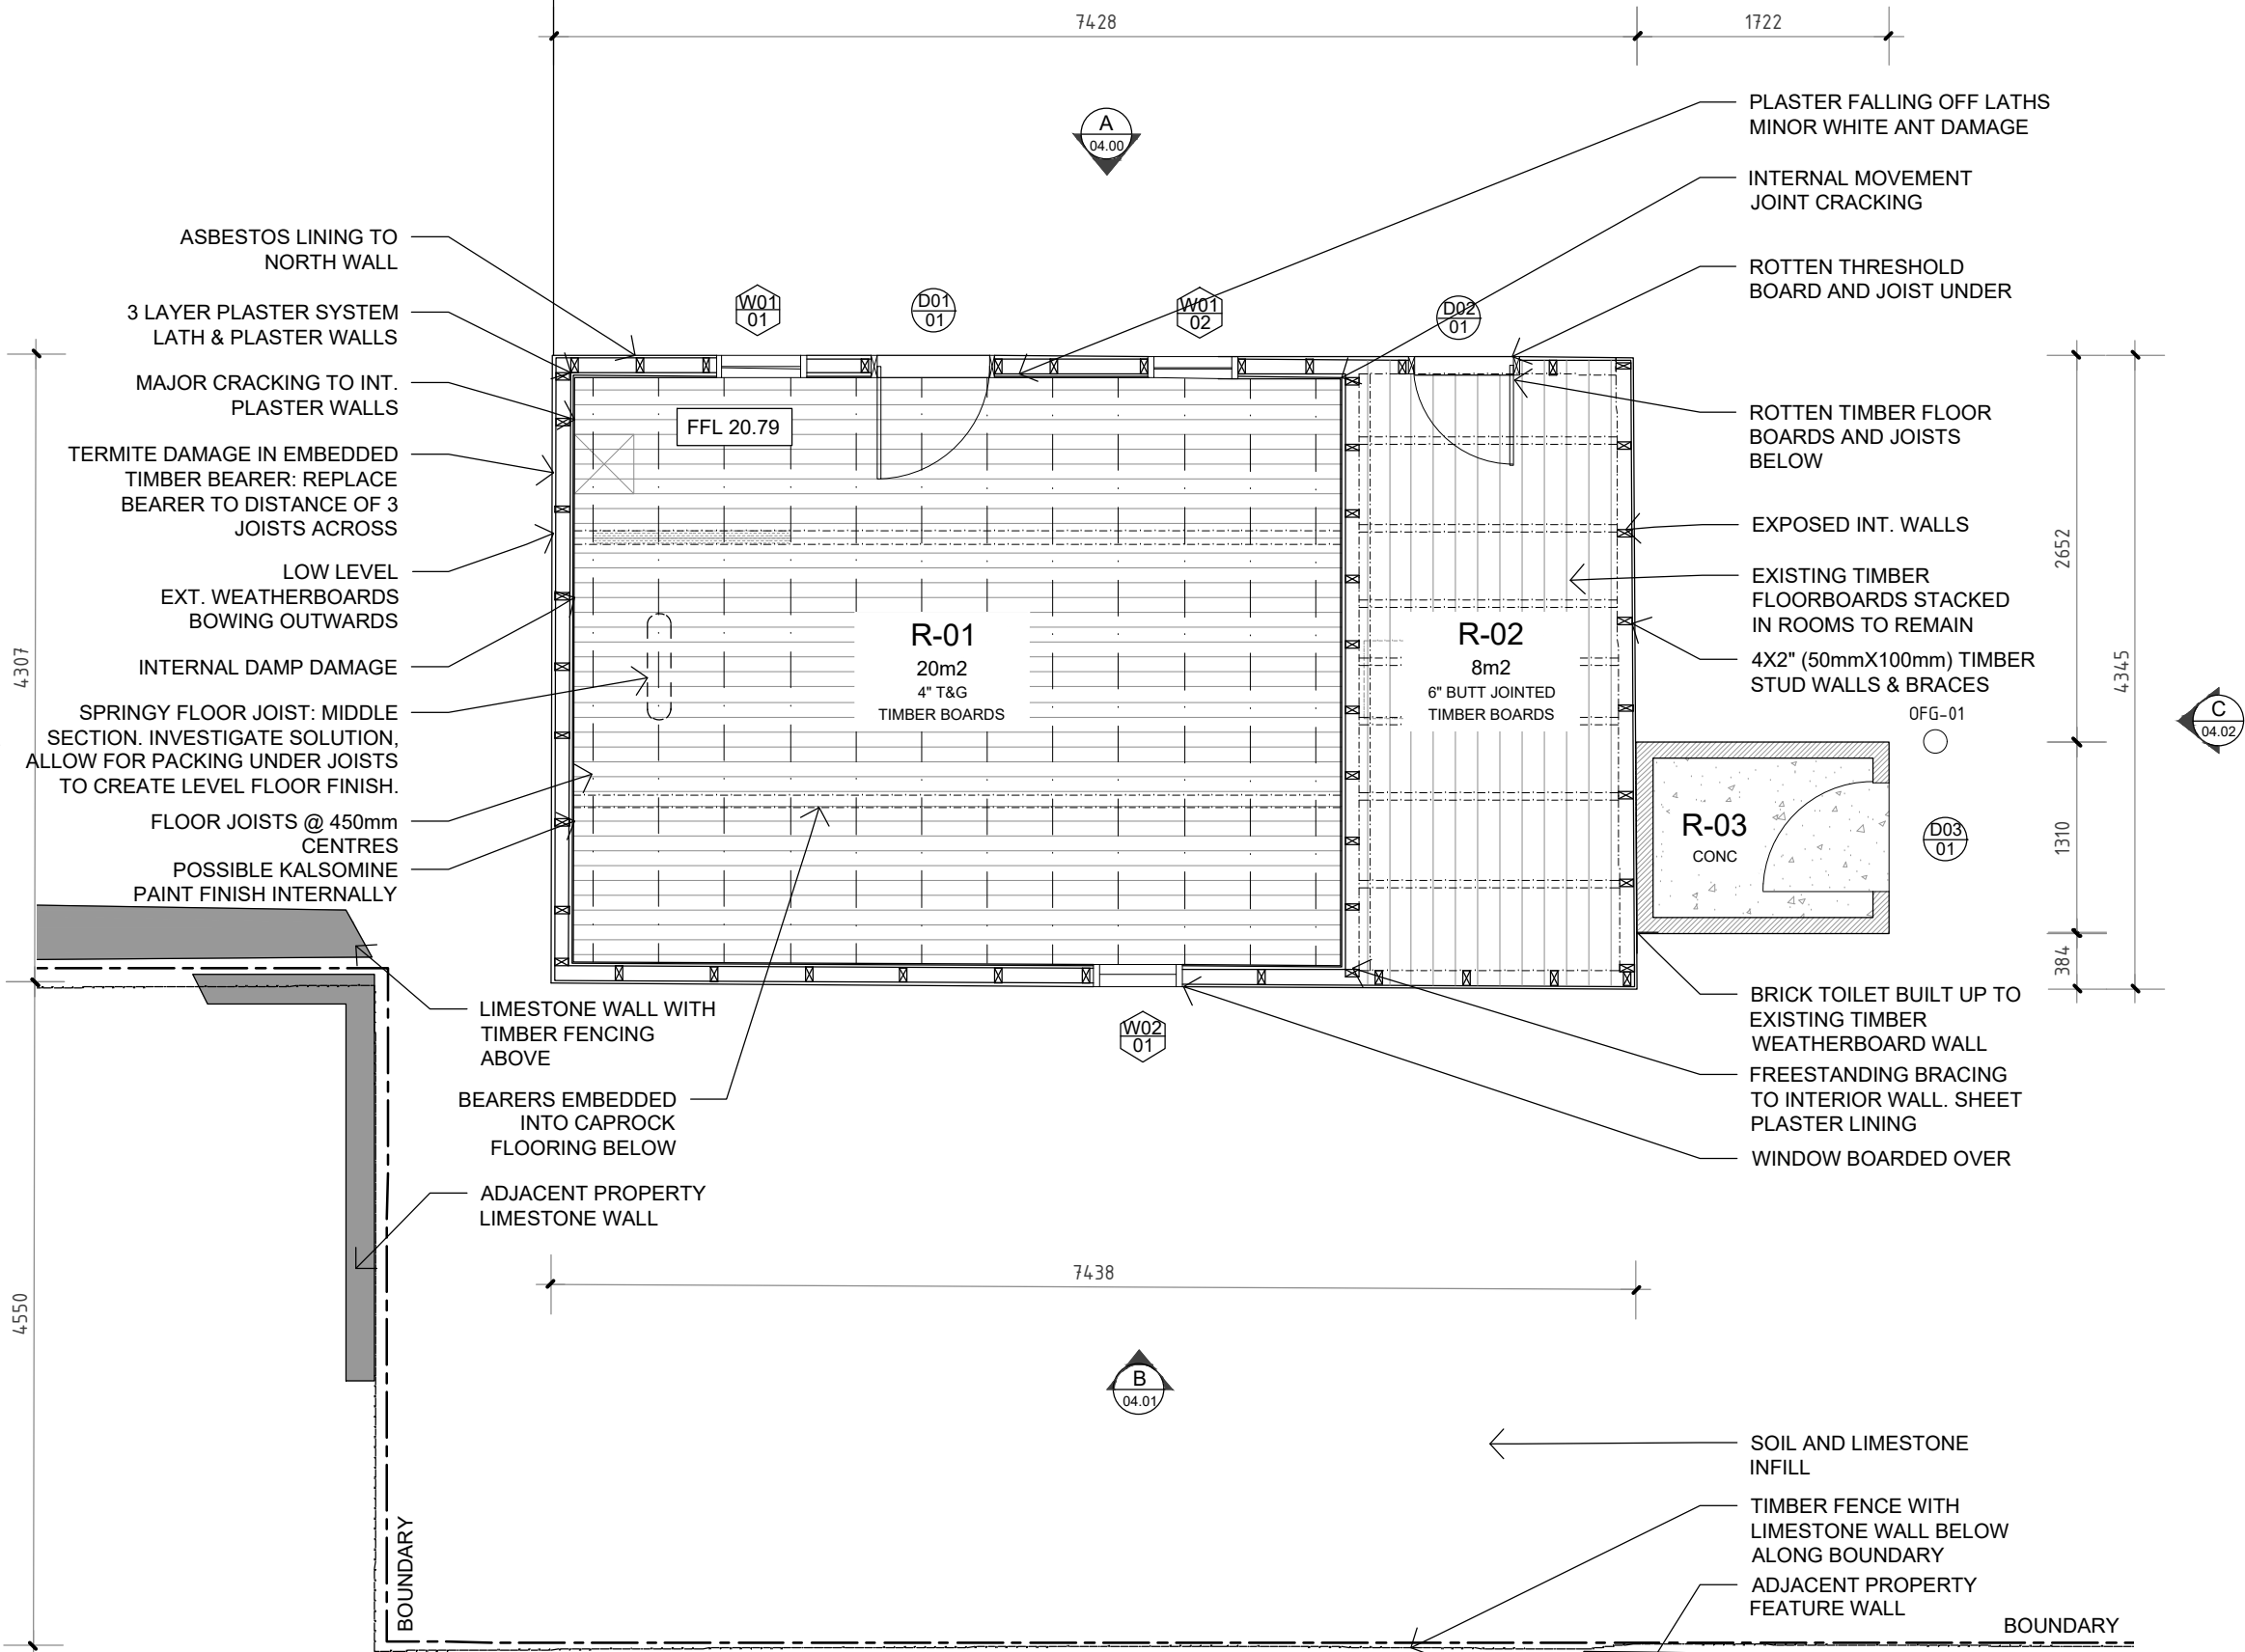 7428
1722
A
04.00
PLASTER FALLING OFF LATHS
MINOR WHITE ANT DAMAGE
INTERNAL MOVEMENT
JOINT CRACKING
ROTTEN THRESHOLD
BOARD AND JOIST UNDER
ROTTEN TIMBER FLOOR
BOARDS AND JOISTS
BELOW
EXPOSED INT. WALLS
EXISTING TIMBER
FLOORBOARDS STACKED
IN ROOMS TO REMAIN
4X2" (50mmX100mm) TIMBER
STUD WALLS & BRACES
OFG-01
ASBESTOS LINING TO
NORTH WALL
3 LAYER PLASTER SYSTEM
LATH & PLASTER WALLS
MAJOR CRACKING TO INT.
PLASTER WALLS
TERMITE DAMAGE IN EMBEDDED
TIMBER BEARER: REPLACE
BEARER TO DISTANCE OF 3
JOISTS ACROSS
LOW LEVEL
EXT. WEATHERBOARDS
BOWING OUTWARDS
INTERNAL DAMP DAMAGE
SPRINGY FLOOR JOIST: MIDDLE
SECTION. INVESTIGATE SOLUTION,
ALLOW FOR PACKING UNDER JOISTS
TO CREATE LEVEL FLOOR FINISH.
FLOOR JOISTS @ 450mm
CENTRES
POSSIBLE KALSOMINE
PAINT FINISH INTERNALLY
W01
01
D01
01
W01
02
D02
01
FFL 20.79
R-01
20m2
4" T&G
TIMBER BOARDS
R-02
8m2
6" BUTT JOINTED
TIMBER BOARDS
R-03
CONC
D03
01
C
04.02
4307
4550
2652
4345
1310
384
LIMESTONE WALL WITH
TIMBER FENCING
ABOVE
BEARERS EMBEDDED
INTO CAPROCK
FLOORING BELOW
ADJACENT PROPERTY
LIMESTONE WALL
W02
01
BRICK TOILET BUILT UP TO
EXISTING TIMBER
WEATHERBOARD WALL
FREESTANDING BRACING
TO INTERIOR WALL. SHEET
PLASTER LINING
WINDOW BOARDED OVER
7438
B
04.01
SOIL AND LIMESTONE
INFILL
TIMBER FENCE WITH
LIMESTONE WALL BELOW
ALONG BOUNDARY
ADJACENT PROPERTY
FEATURE WALL
BOUNDARY
BOUNDARY